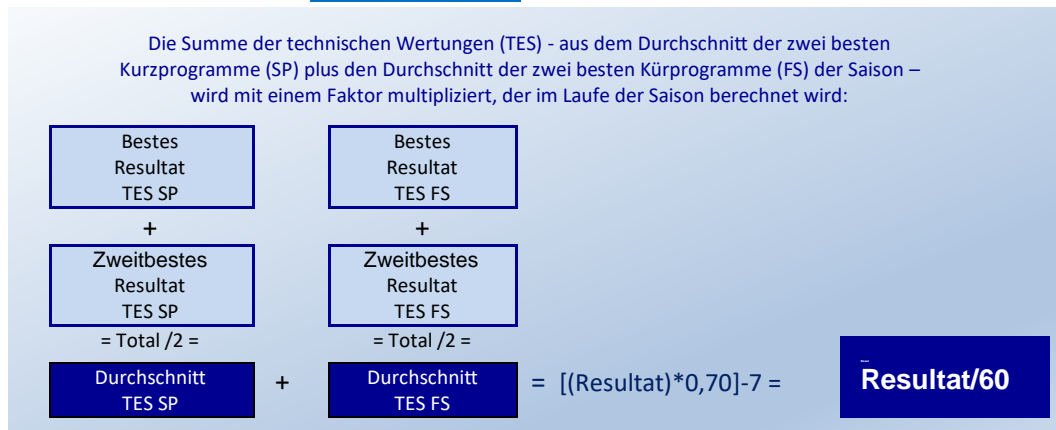 Die Summe der technischen Wertungen (TES) - aus dem Durchschnitt der zwei besten
Kurzprogramme (SP) plus den Durchschnitt der zwei besten Kürprogramme (FS) der Saison –
wird mit einem Faktor multipliziert, der im Laufe der Saison berechnet wird:
Bestes
Resultat
TES SP
+
Zweitbestes
Resultat
TES SP
= Total /2 =
Durchschnitt
TES SP
+
Bestes
Resultat
TES FS
+
Zweitbestes
Resultat
TES FS
= Total /2 =
Durchschnitt
TES FS
= [(Resultat)*0,70]-7 =
Resultat/60